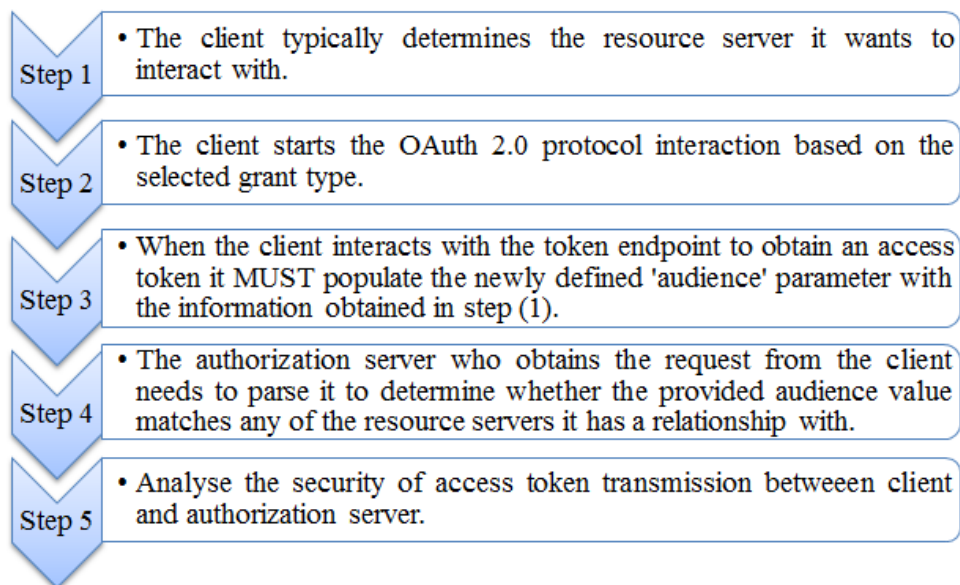 Step 1
• The client typically determines the resource server it wants to
interact with.
Step 2
• The client starts the OAuth 2.0 protocol interaction based on the
selected grant type.
Step 3
• When the client interacts with the token endpoint to obtain an access
token it MUST populate the newly defined 'audience' parameter with
the information obtained in step (1).
Step 4
• The authorization server who obtains the request from the client
needs to parse it to determine whether the provided audience value
matches any of the resource servers it has a relationship with.
Step 5
• Analyse the security of access token transmission betweeen client
and authorization server.